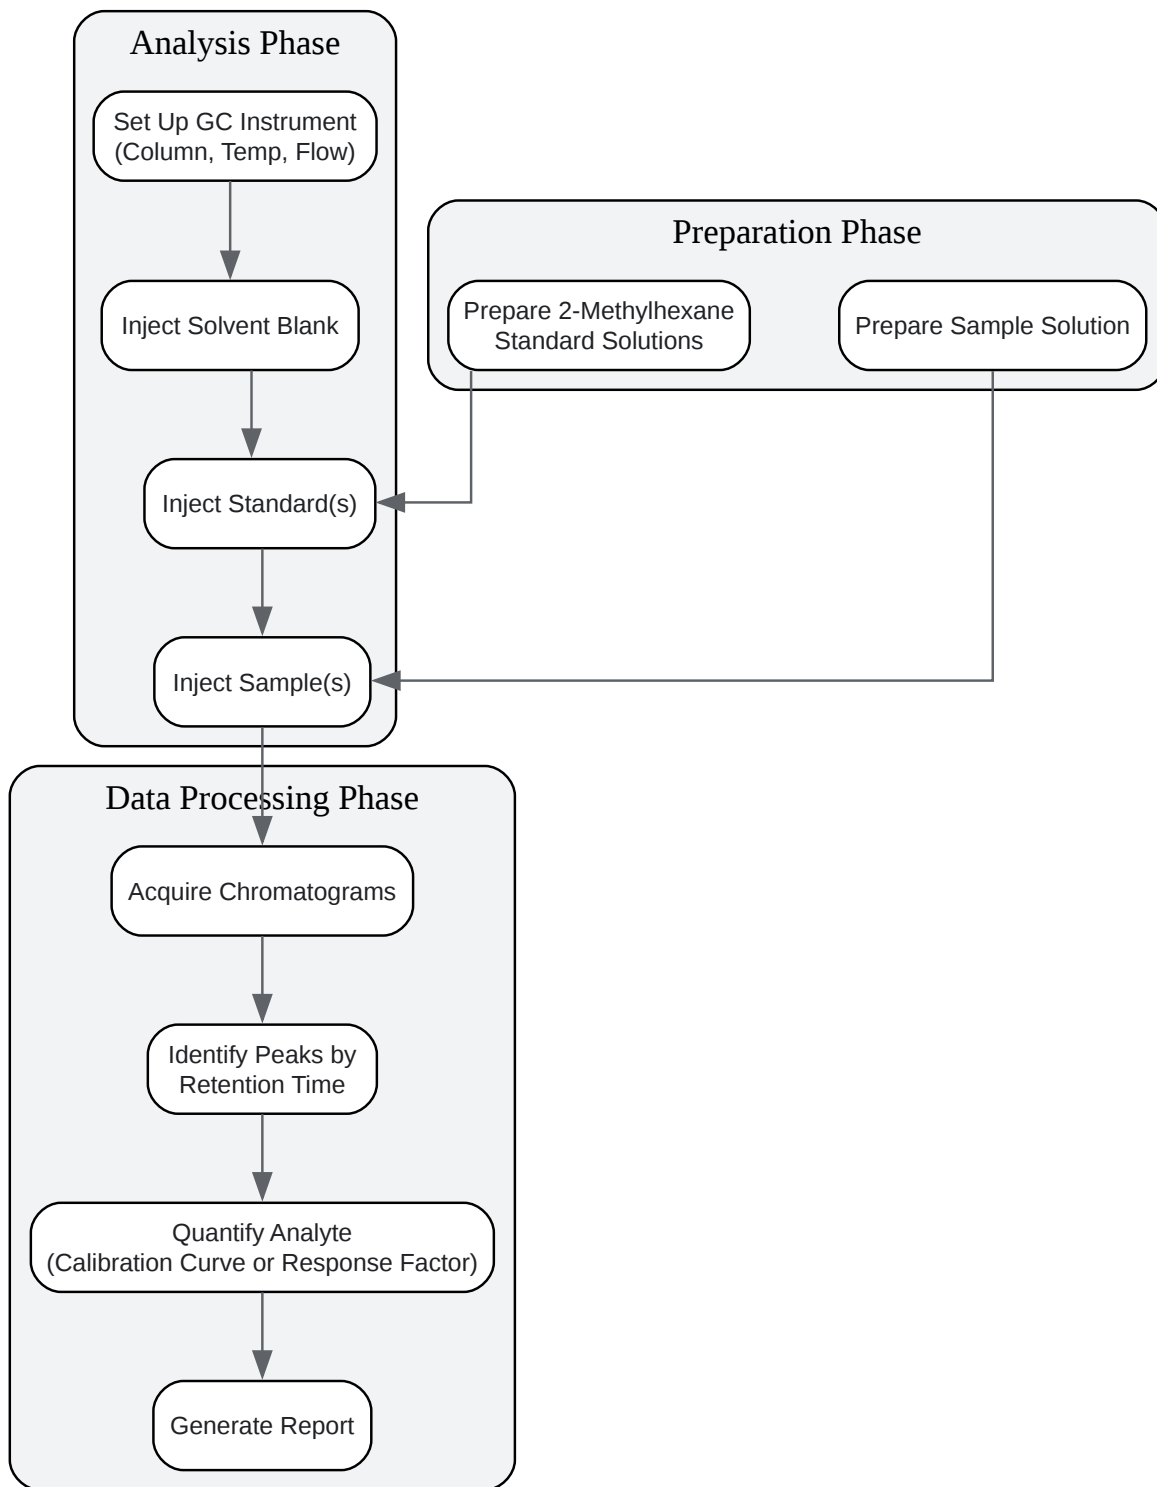 Analysis Phase
Set Up GC Instrument
(Column, Temp, Flow)
Inject Solvent Blank
Inject Standard(s)
Inject Sample(s)
Preparation Phase
Prepare 2-Methylhexane
Standard Solutions
Prepare Sample Solution
Data Processing Phase
Acquire Chromatograms
Identify Peaks by
Retention Time
Quantify Analyte
(Calibration Curve or Response Factor)
Generate Report